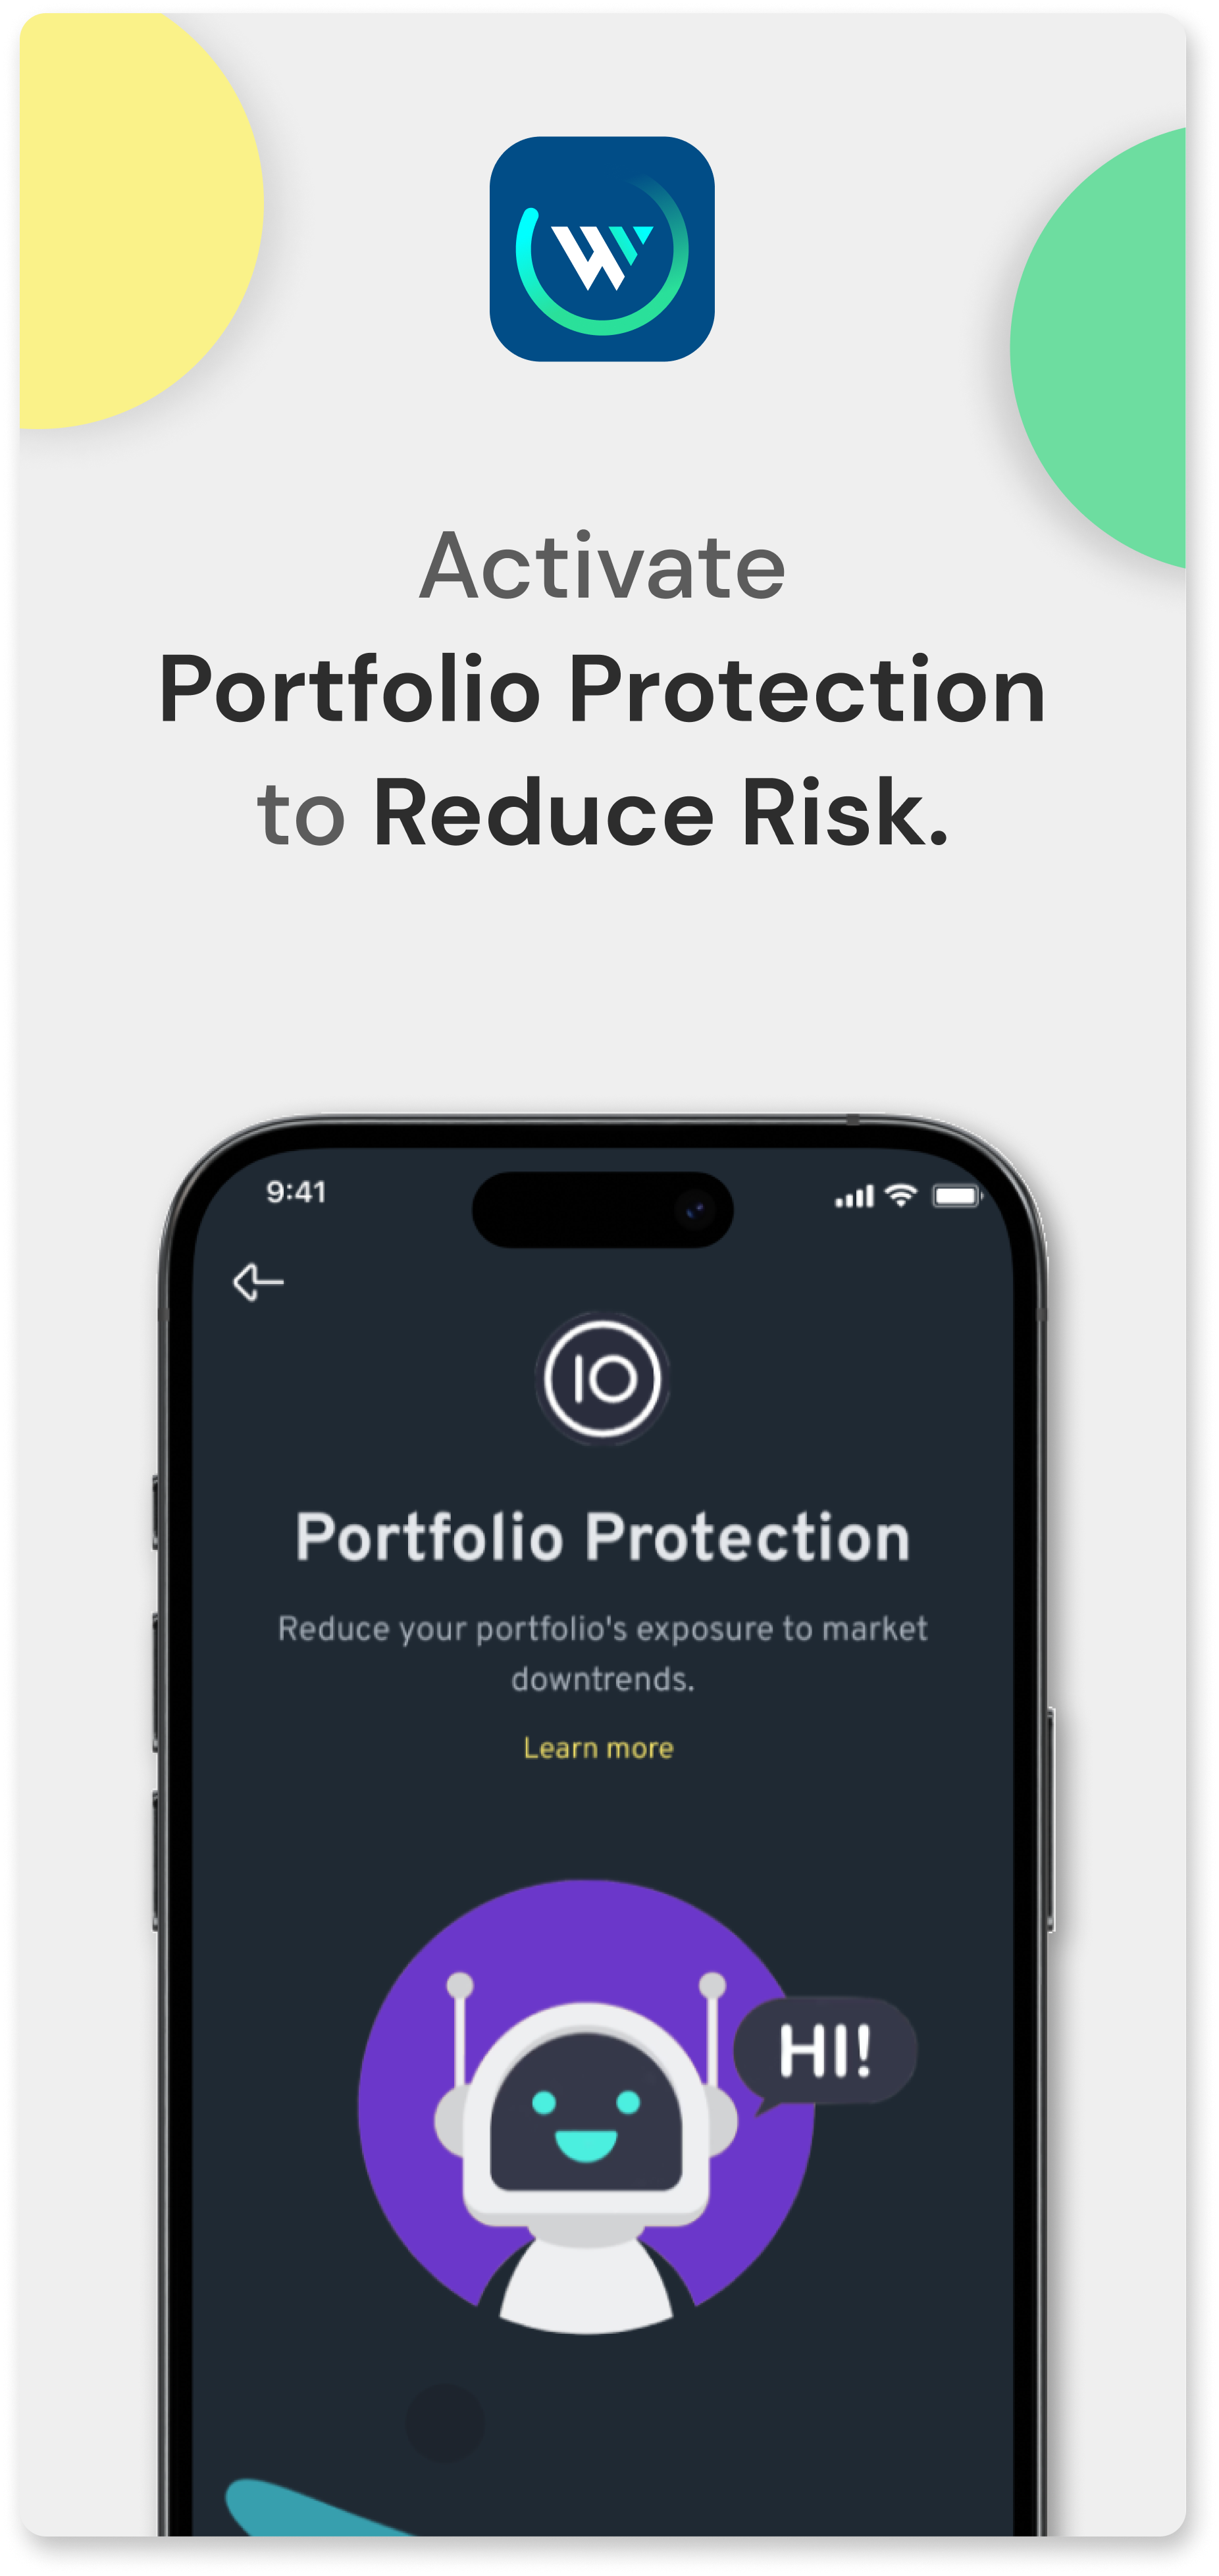 W
Activate
Portfolio Protection
to Reduce Risk.
9:41
10
Portfolio Protection
Reduce your portfolio's exposure to market
downtrends.
Learn more
HI!